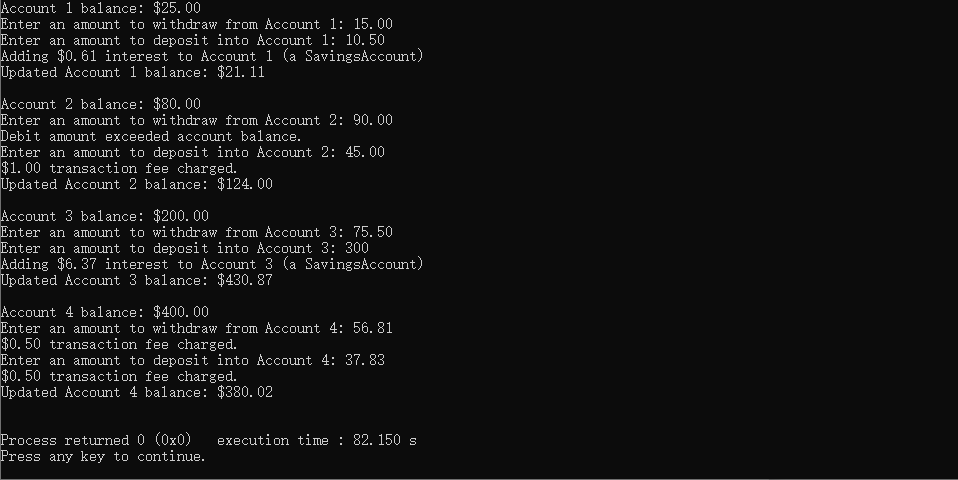 Account 1 balance: $25.00
Enter an amount to withdraw from Account 1: 15.00
Enter an amount to deposit into Account 1: 10.50
Adding $0.61 interest to Account 1 (a SavingsAccount)
Updated Account 1 balance: $21.11
Account 2 balance: $80.00
Enter an amount to withdraw from Account 2: 90.00
Debit amount exceeded account balance.
Enter an amount to deposit into Account 2: 45.00
$1.00 transaction fee charged.
Updated Account 2 balance: $124.00
Account 3 balance: $200.00
Enter an amount to withdraw from Account 3: 75.50
Enter an amount to deposit into Account 3: 300
Adding $6.37 interest to Account 3 (a SavingsAccount)
Updated Account 3 balance: $430.87
Account 4 balance: $400.00
Enter an amount to withdraw from Account 4: 56.81
$0.50 transaction fee charged.
Enter an amount to deposit into Account 4: 37.83
$0.50 transaction fee charged.
Updated Account 4 balance: $380.02
Process returned 0 (0x0)   execution time : 82.150 s
Press any key to continue.